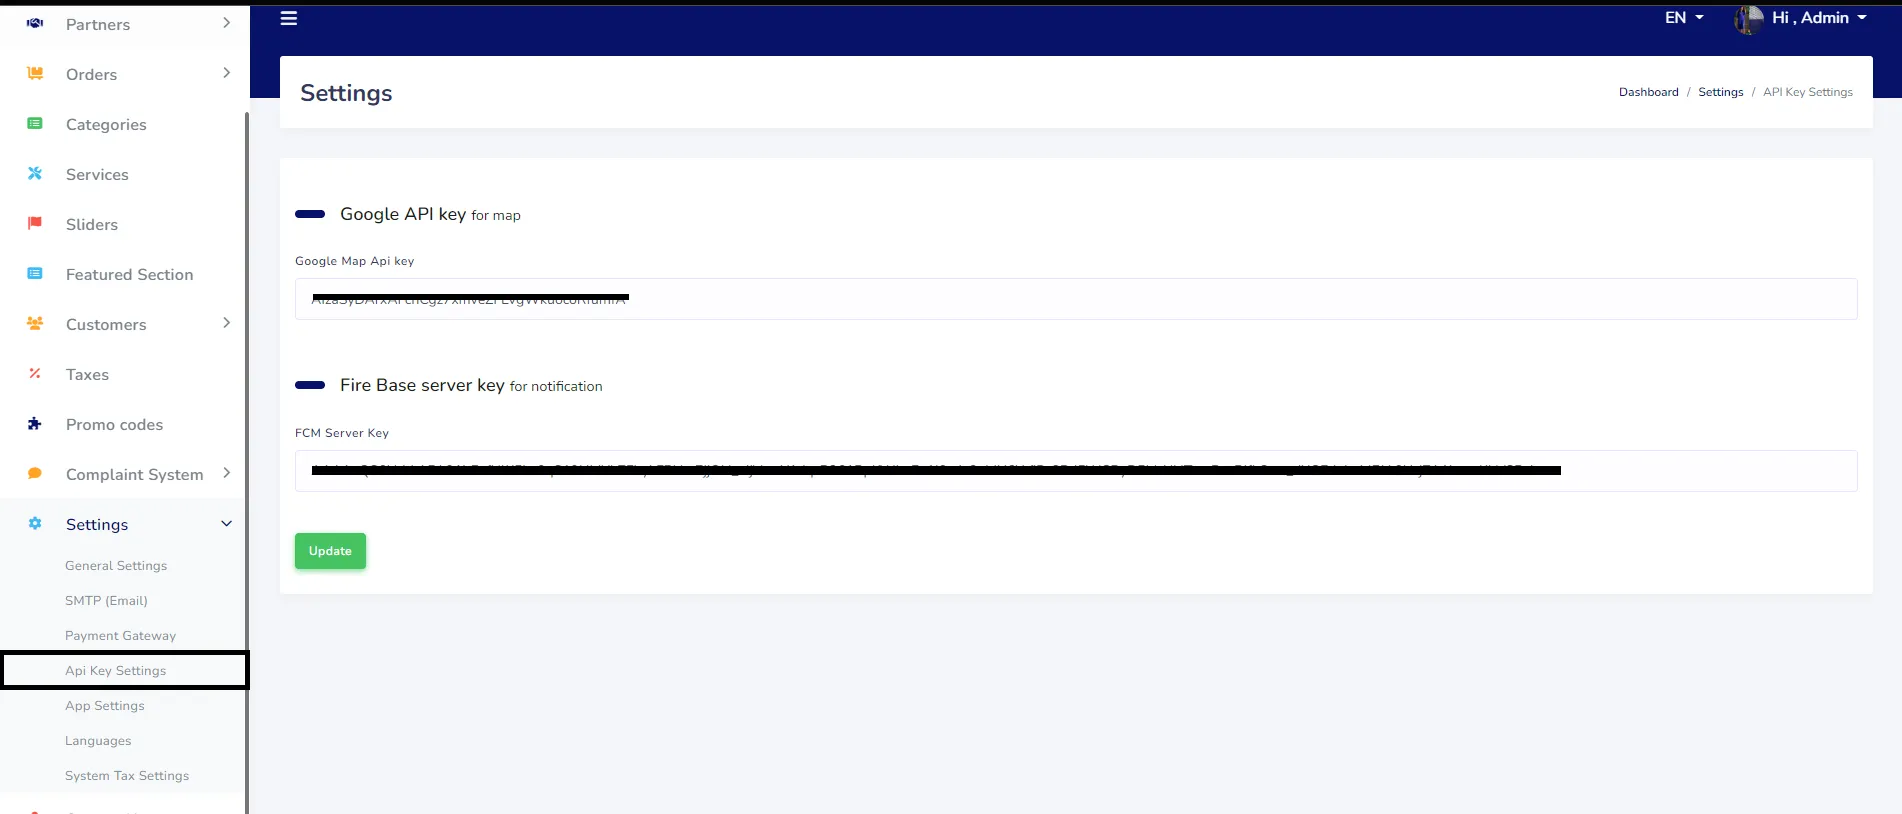 Partners
Orders
Categories
Services
Sliders
Featured Section
Customers
Taxes
Promo codes
Complaint System
Settings
General Settings
SMTP (Email)
Payment Gateway
Api Key Settings
App Settings
Languages
System Tax Settings
EN
Hi , Admin
Settings
Dashboard / Settings / API Key Settings
Google API key for map
Google Map Api key
Fire Base server key for notification
FCM Server Key
Update